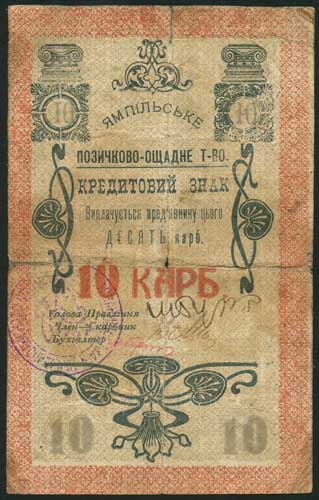 10 10
ЯМПІЛЬСЬКЕ
ПОЗИЧКОВО-ОЩАДНЕ Т-ВО.
КРЕДИТОВИЙ ЗНАК
Виплачується пред'явнику цього
ДЕСЯТЬ карб.
10 КАРБ
Голова Правління
Член-Скарбник
Бухгалтер
10 10